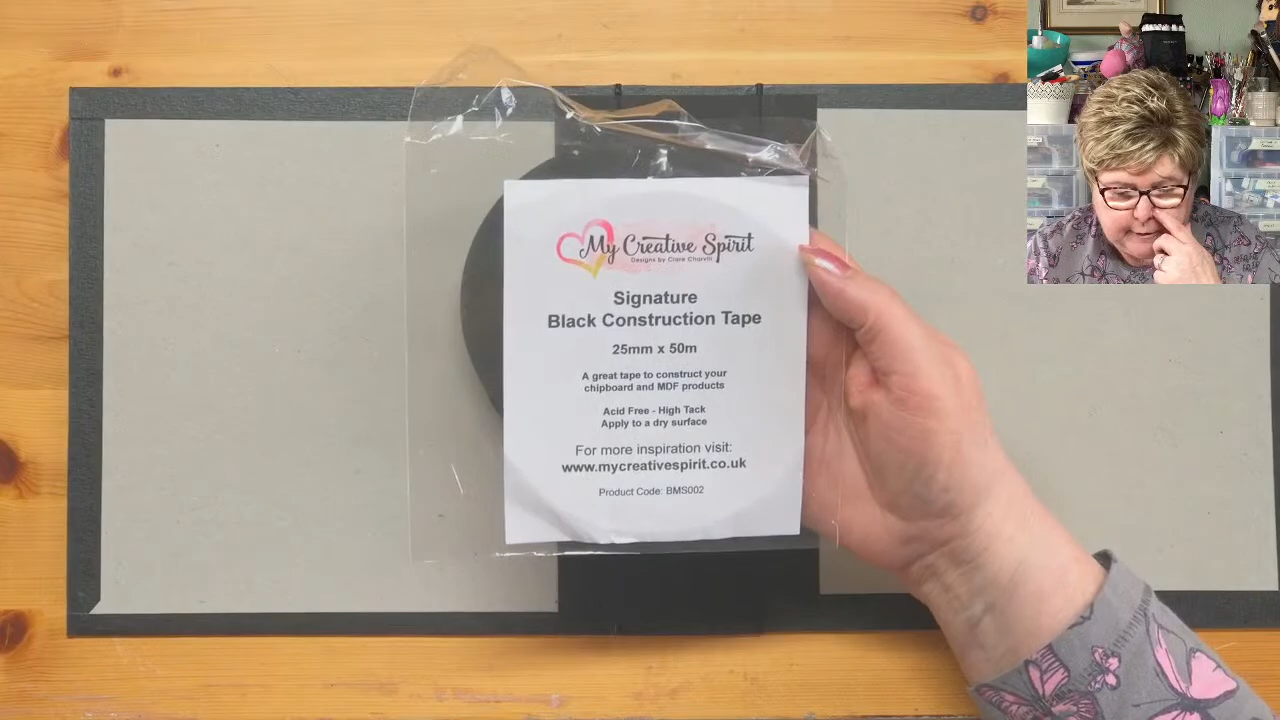 My Creative Spirit
Designs by Clare Charvill
Signature
Black Construction Tape
25mm x 50m
A great tape to construct your
chipboard and MDF products
Acid Free - High Tack
Apply to a dry surface
For more inspiration visit:
www.mycreativespirit.co.uk
Product Code: BMS002